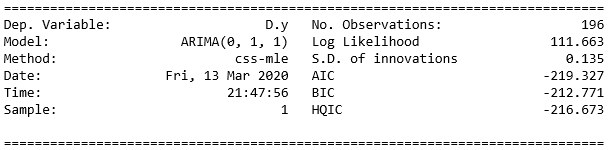 ==============================================================================
Dep. Variable: D.y No. Observations: 196
Model: ARIMA(0, 1, 1) Log Likelihood 111.663
Method: css-mle S.D. of innovations 0.135
Date: Fri, 13 Mar 2020 AIC -219.327
Time: 21:47:56 BIC -212.771
Sample: 1 HQIC -216.673
==============================================================================